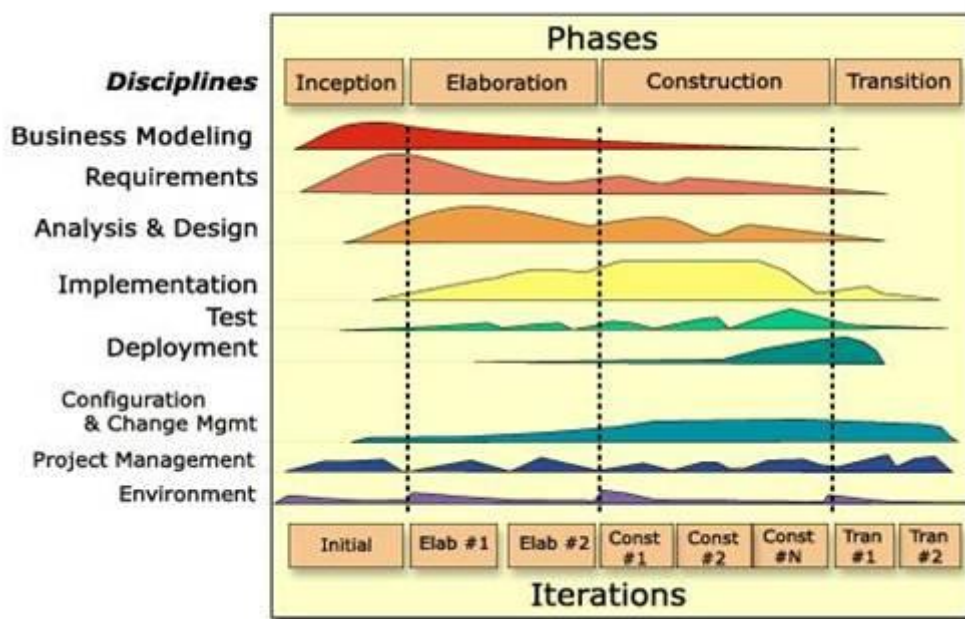 Phases
Disciplines Inception Elaboration Construction Transition
Business Modeling
Requirements
Analysis & Design
Implementation
Test
Deployment
Configuration
& Change Mgmt
Project Management
Environment
Initial Elab #1 Elab #2 Const #1 Const #2 Const #N Tran #1 Tran #2
Iterations